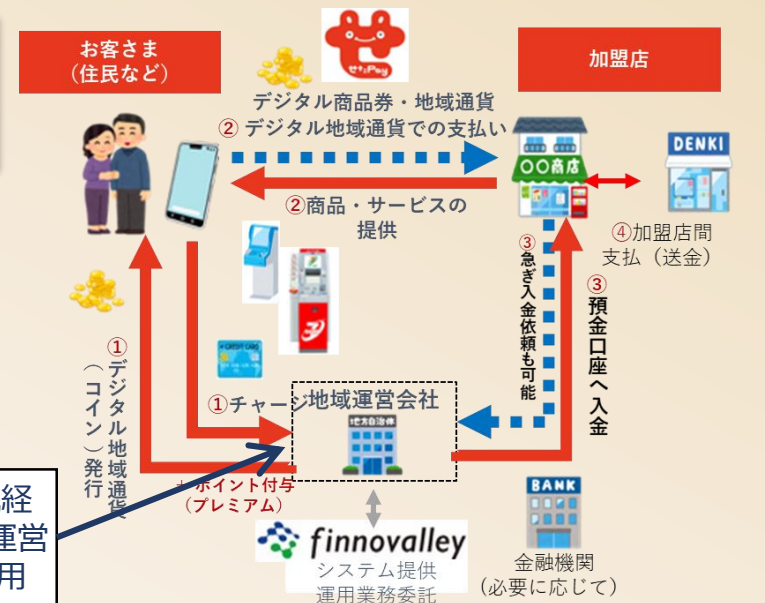 お客さま
(住民など)
せたPay
加盟店
デジタル商品券・地域通貨
② デジタル地域通貨での支払い
〇〇商店
DENKI
②商品・サービスの
提供
④加盟店間
支払(送金)
③急ぎ入金依頼も可能
③預金口座へ入金
CREDIT CARD
①デジタル地域通貨
(コイン)発行
①チャージ
地域運営会社
地方自治体
+ポイント付与
(プレミアム)
経
運営
用
BANK
finnovalley
システム提供
運用業務委託
金融機関
(必要に応じて)